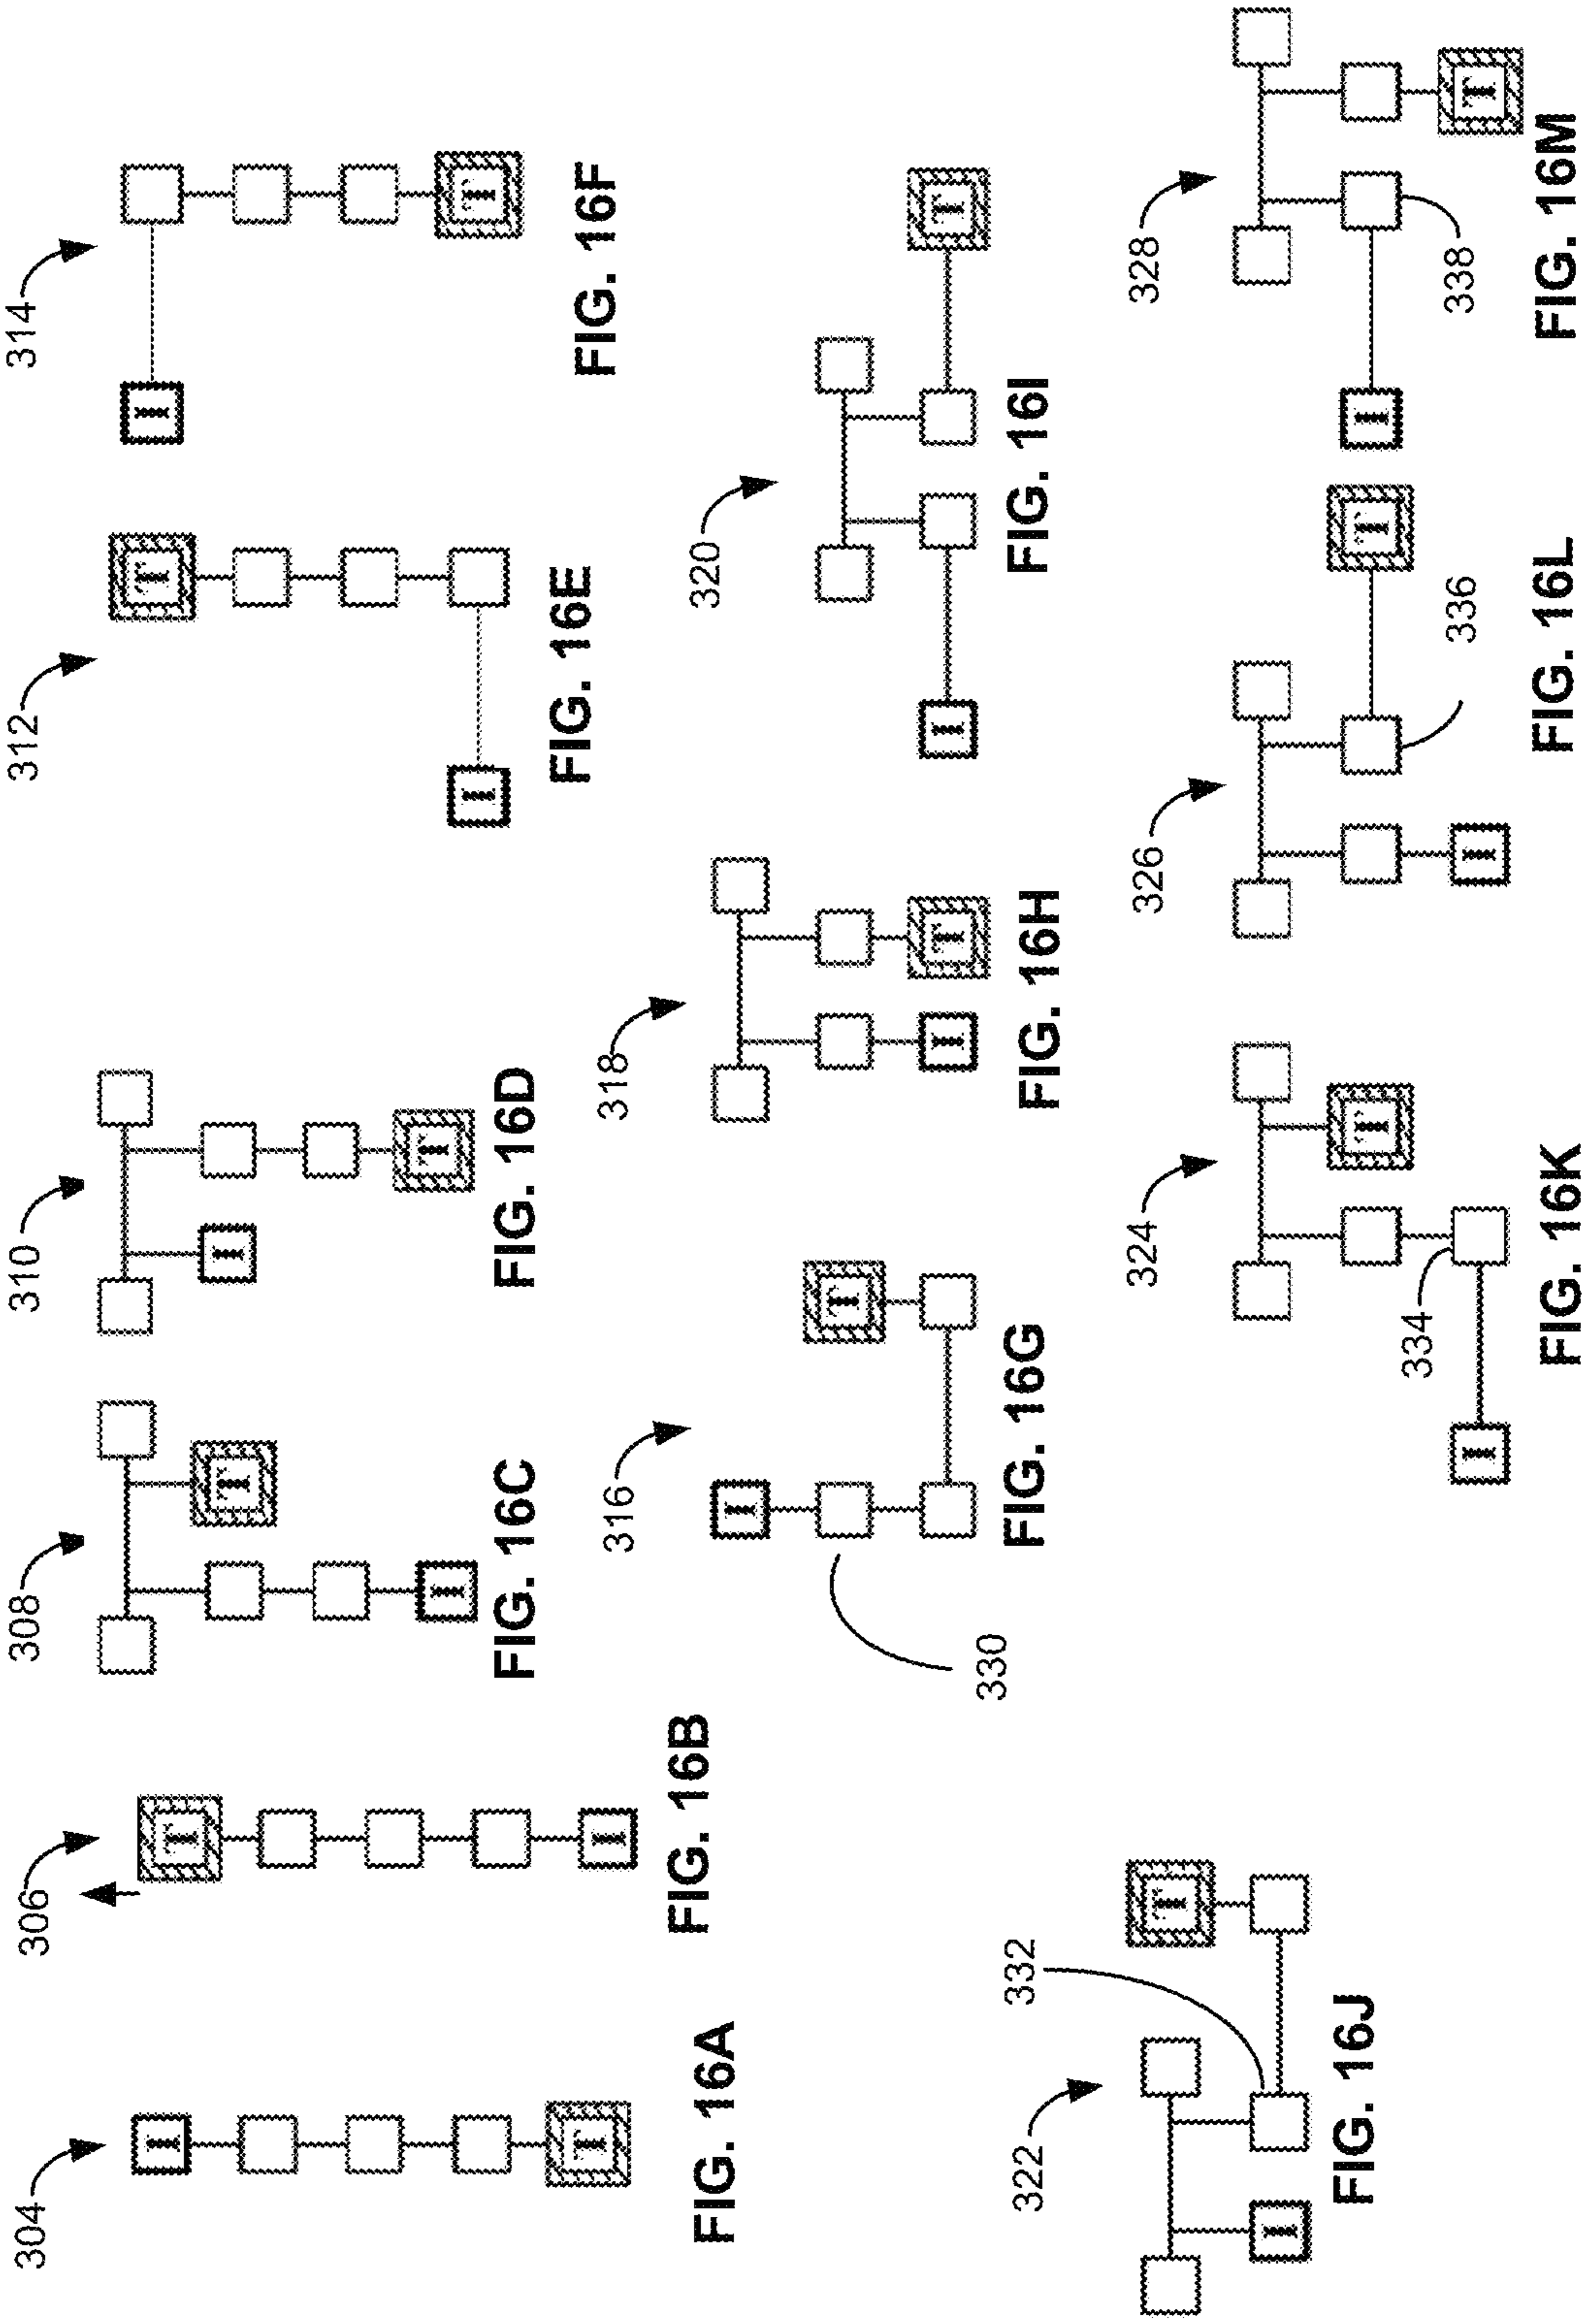 304
I
T
FIG. 16A
306
T
I
FIG. 16B
308
T
I
FIG. 16C
310
I
T
FIG. 16D
312
T
I
FIG. 16E
314
I
T
FIG. 16F
316
I
T
330
FIG. 16G
318
I
T
FIG. 16H
320
I
T
FIG. 16I
322
332
T
I
FIG. 16J
324
T
334
I
FIG. 16K
326
T
I
336
FIG. 16L
328
I
T
338
FIG. 16M